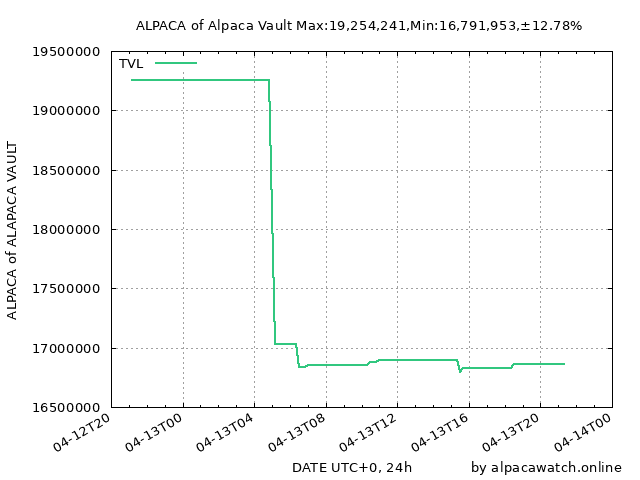 ALPACA of Alpaca Vault Max:19,254,241,Min:16,791,953,±12.78%
TVL
19500000
19000000
18500000
18000000
17500000
17000000
16500000
ALPACA of ALAPACA VAULT
04-12T20
04-13T00
04-13T04
04-13T08
04-13T12
04-13T16
04-13T20
04-14T00
DATE UTC+0, 24h
by alpacawatch.online